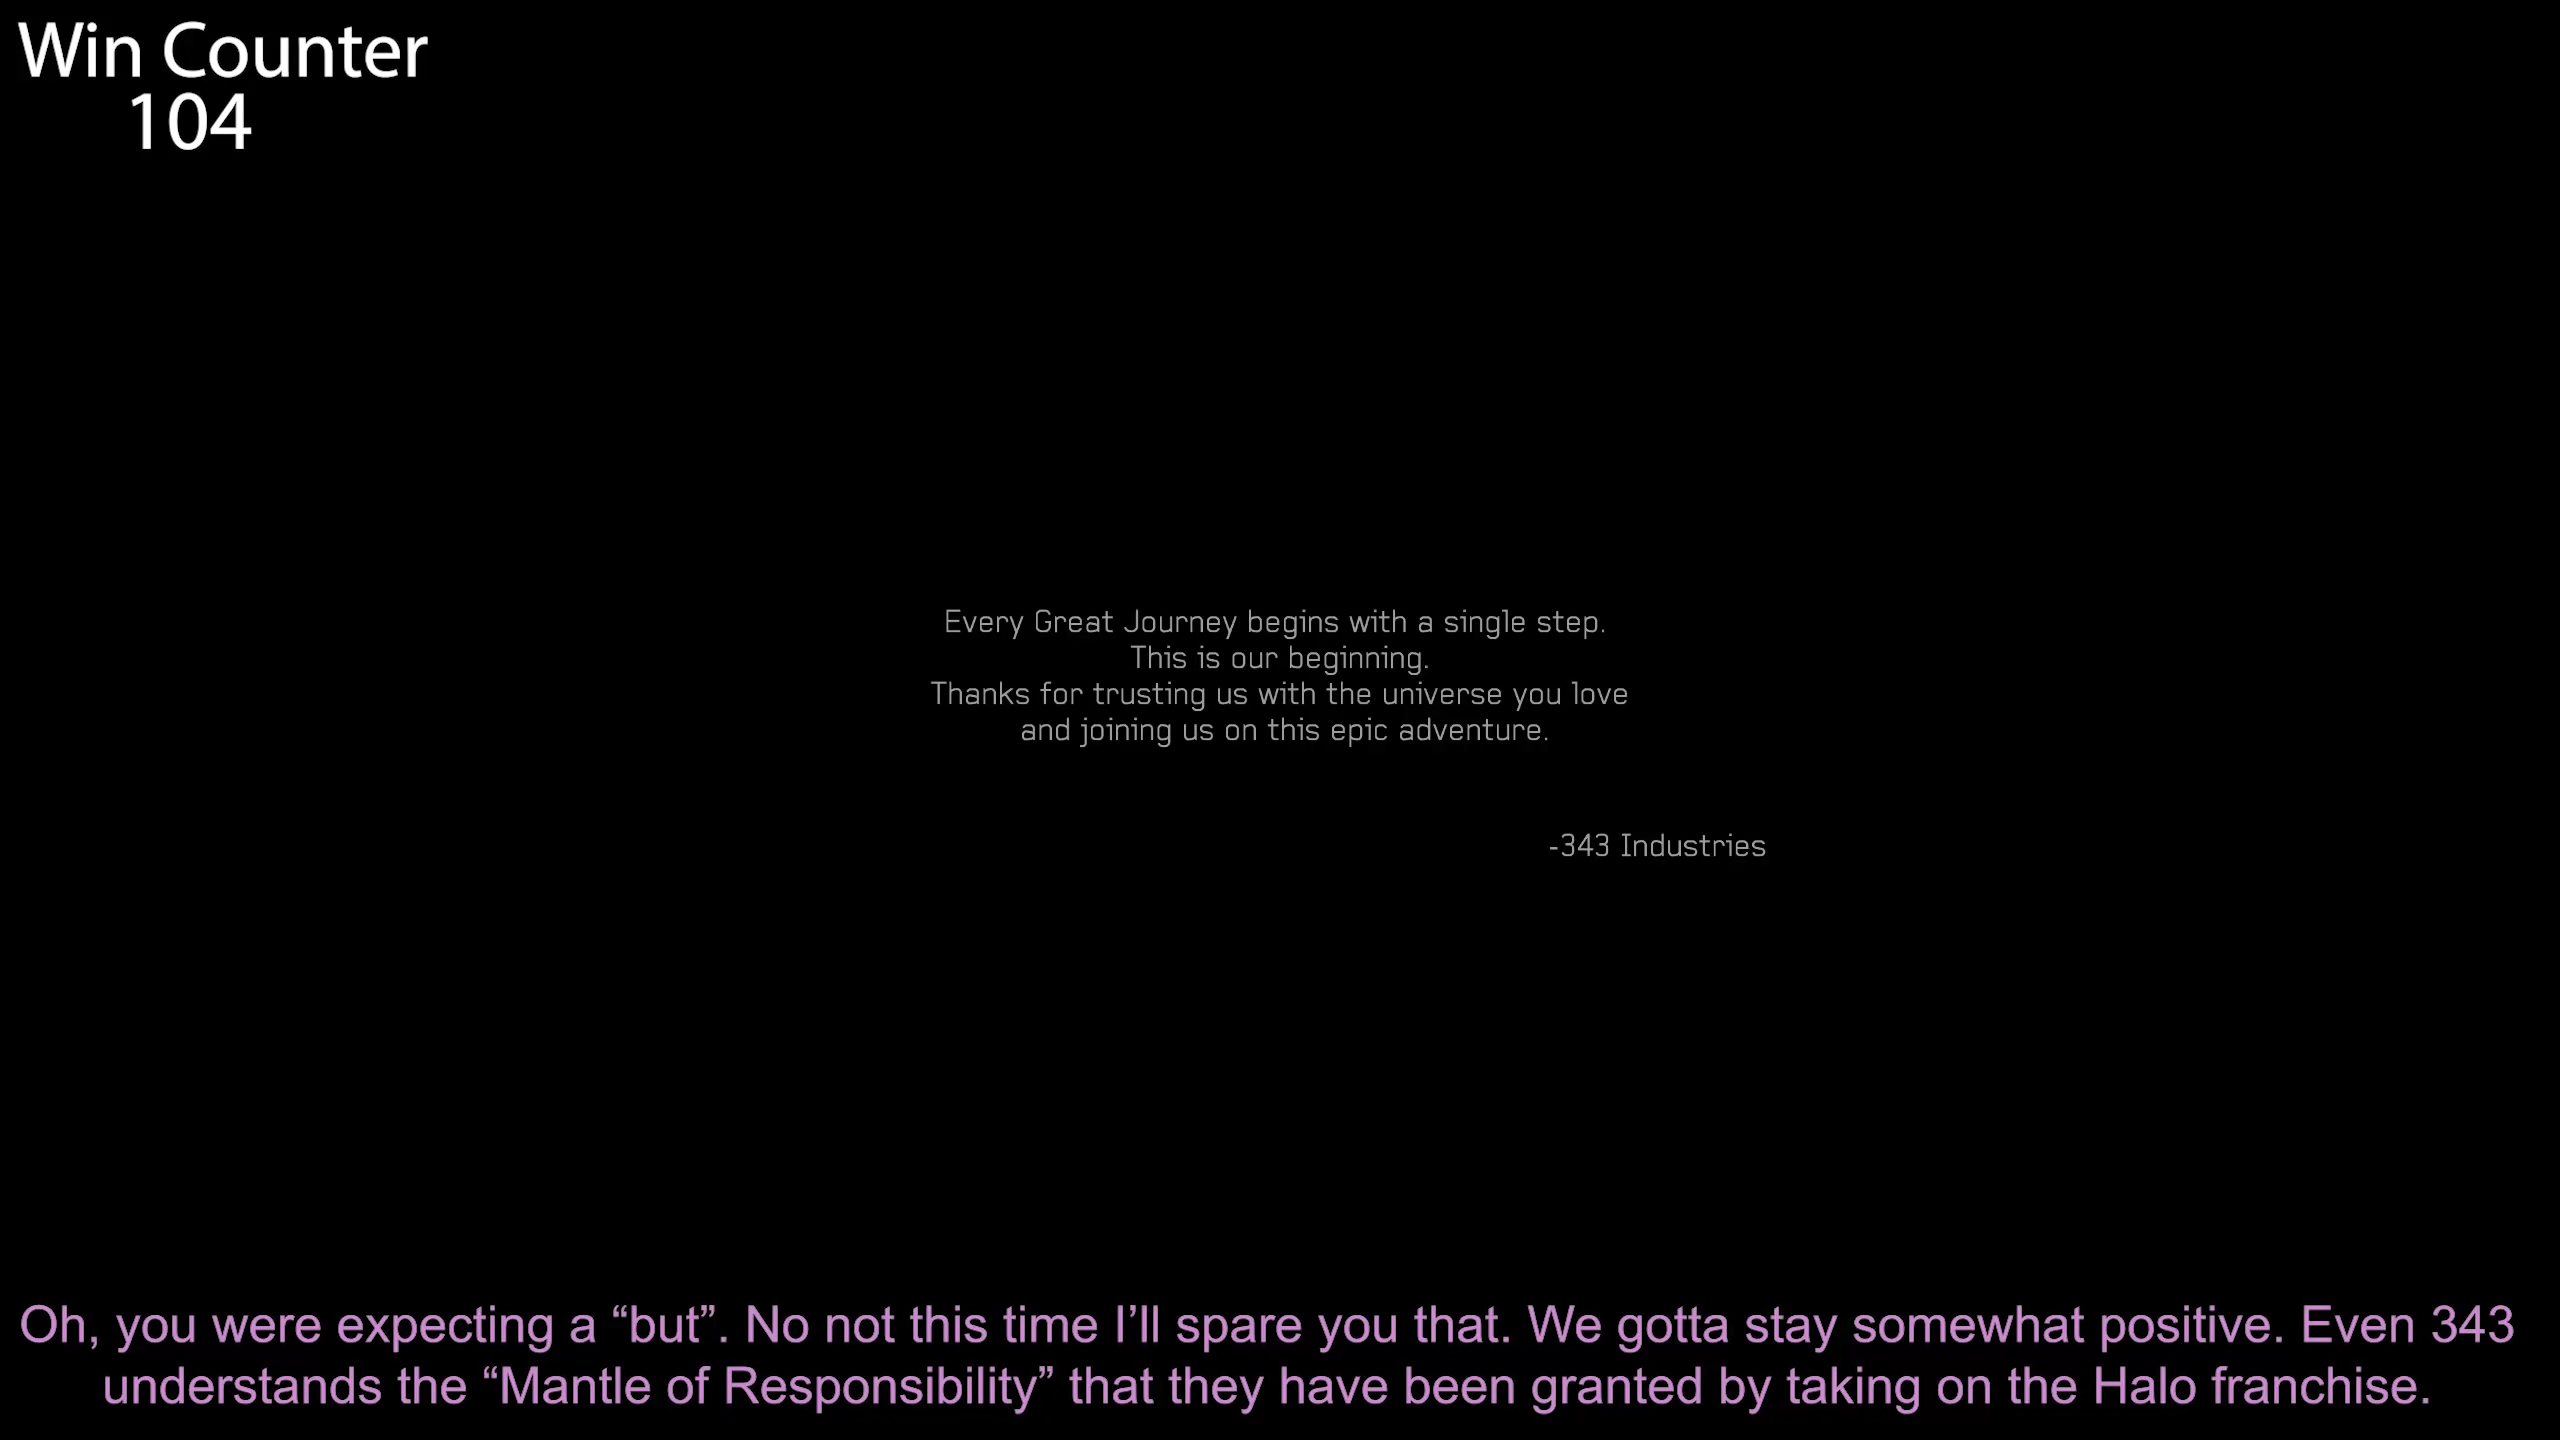 Win Counter
104
Every Great Journey begins with a single step.
This is our beginning.
Thanks for trusting us with the universe you love
and joining us on this epic adventure.
-343 Industries
Oh, you were expecting a “but”. No not this time I’ll spare you that. We gotta stay somewhat positive. Even 343
understands the “Mantle of Responsibility” that they have been granted by taking on the Halo franchise.